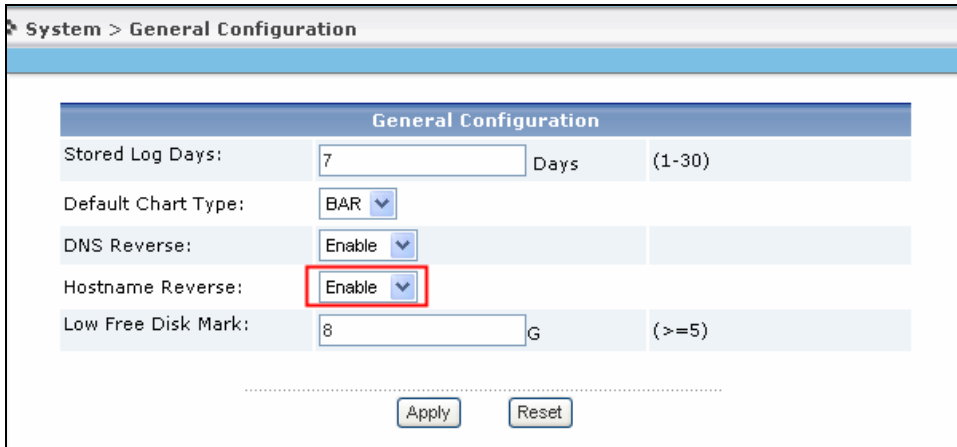 System > General Configuration
General Configuration
Stored Log Days: 7 Days (1-30)
Default Chart Type: BAR
DNS Reverse: Enable
Hostname Reverse: Enable
Low Free Disk Mark: 8 G (>=5)
Apply Reset